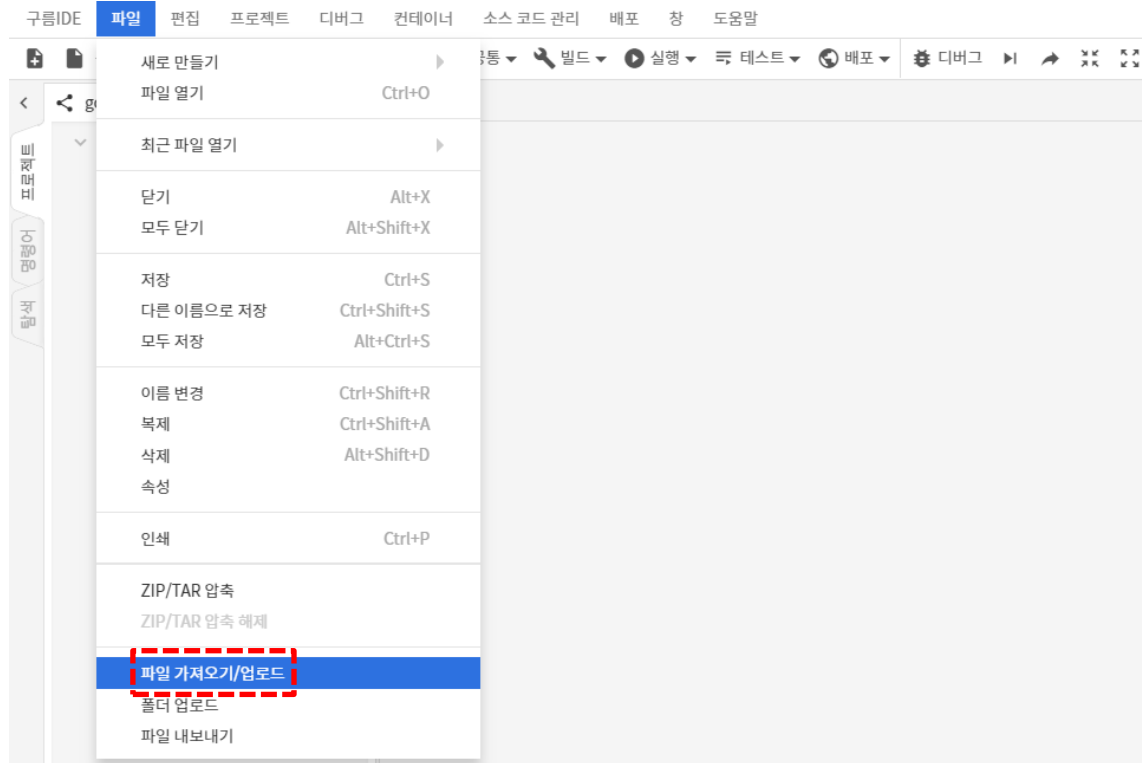 구름IDE 파일 편집 프로젝트 디버그 컨테이너 소스 코드 관리 배포 창 도움말
빌드 실행 테스트 배포 디버그
새로 만들기
파일 열기 Ctrl+O
최근 파일 열기
닫기 Alt+X
모두 닫기 Alt+Shift+X
저장 Ctrl+S
다른 이름으로 저장 Ctrl+Shift+S
모두 저장 Alt+Ctrl+S
이름 변경 Ctrl+Shift+R
복제 Ctrl+Shift+A
삭제 Alt+Shift+D
속성
인쇄 Ctrl+P
ZIP/TAR 압축
ZIP/TAR 압축 해제
파일 가져오기/업로드
폴더 업로드
파일 내보내기
프로젝트
명령어
탐색